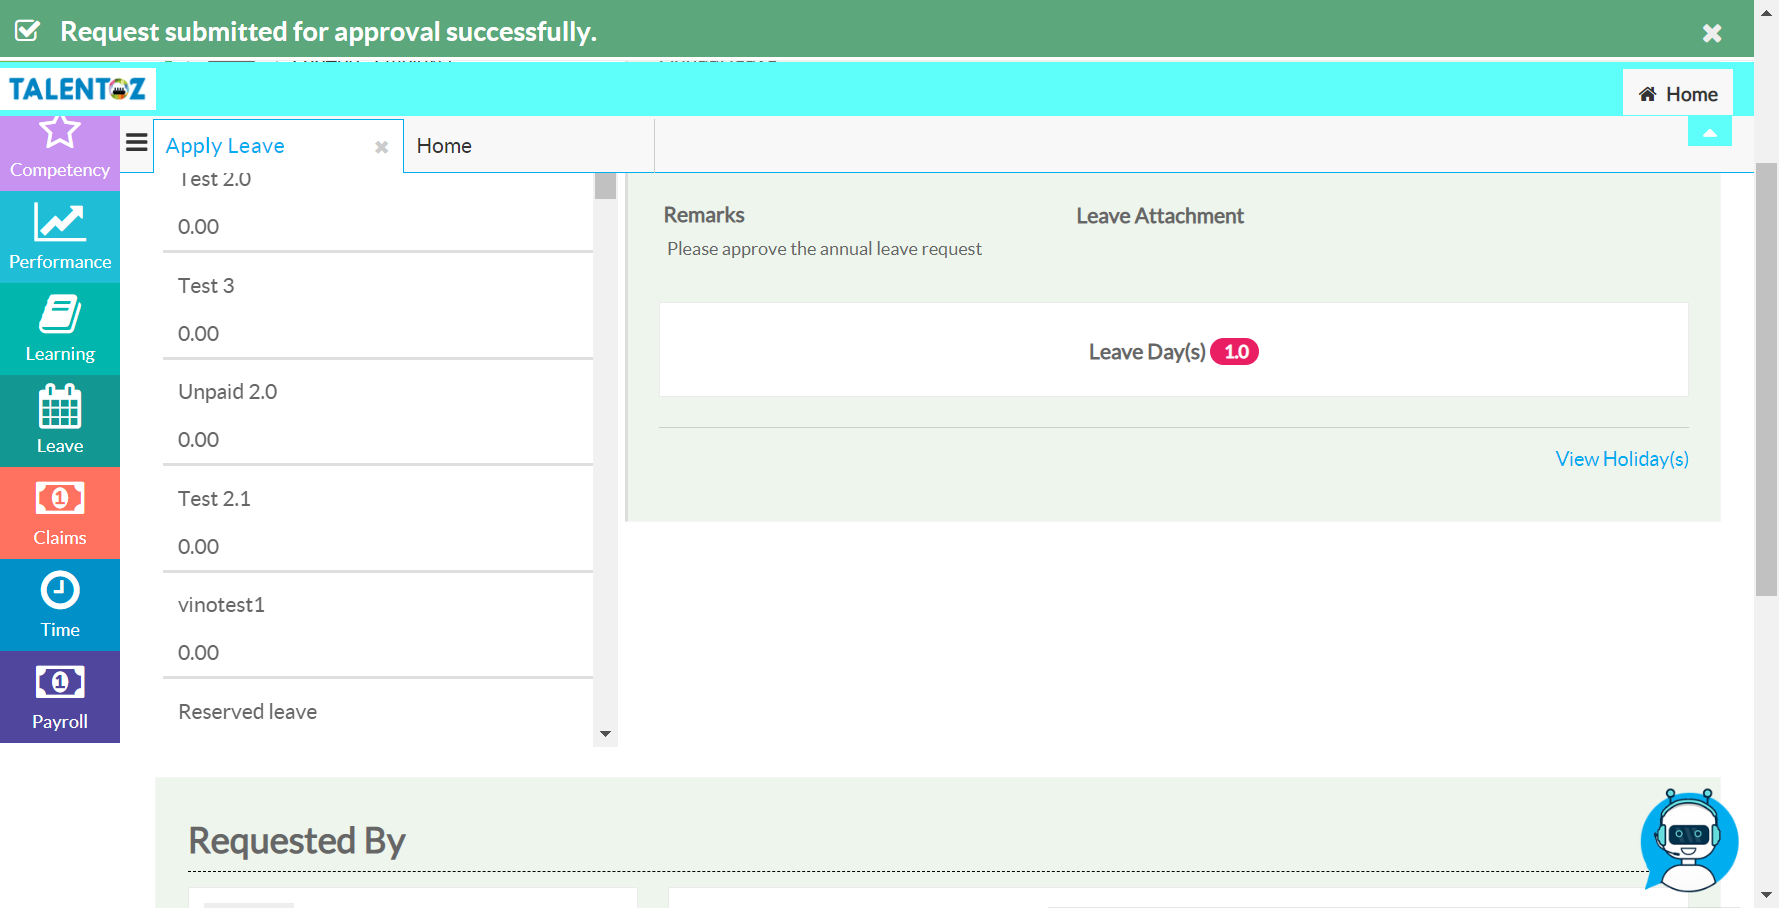 Request submitted for approval successfully.
TALENTOZ
Home
Competency
Performance
Learning
Leave
Claims
Time
Payroll
Apply Leave
Home
Test 2.0
0.00
Test 3
0.00
Unpaid 2.0
0.00
Test 2.1
0.00
vinotest1
0.00
Reserved leave
Remarks
Please approve the annual leave request
Leave Attachment
Leave Day(s) 1.0
View Holiday(s)
Requested By